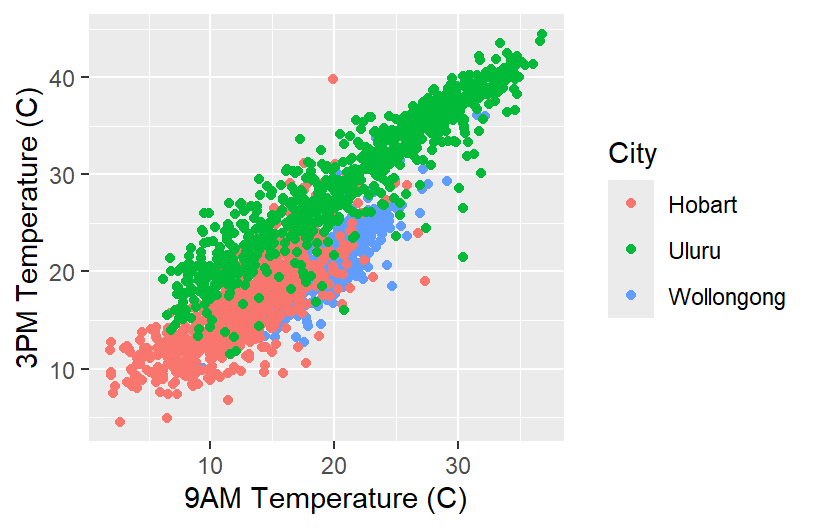 40
30
20
10
3PM Temperature (C)
10 20 30
9AM Temperature (C)
City
Hobart
Uluru
Wollongong